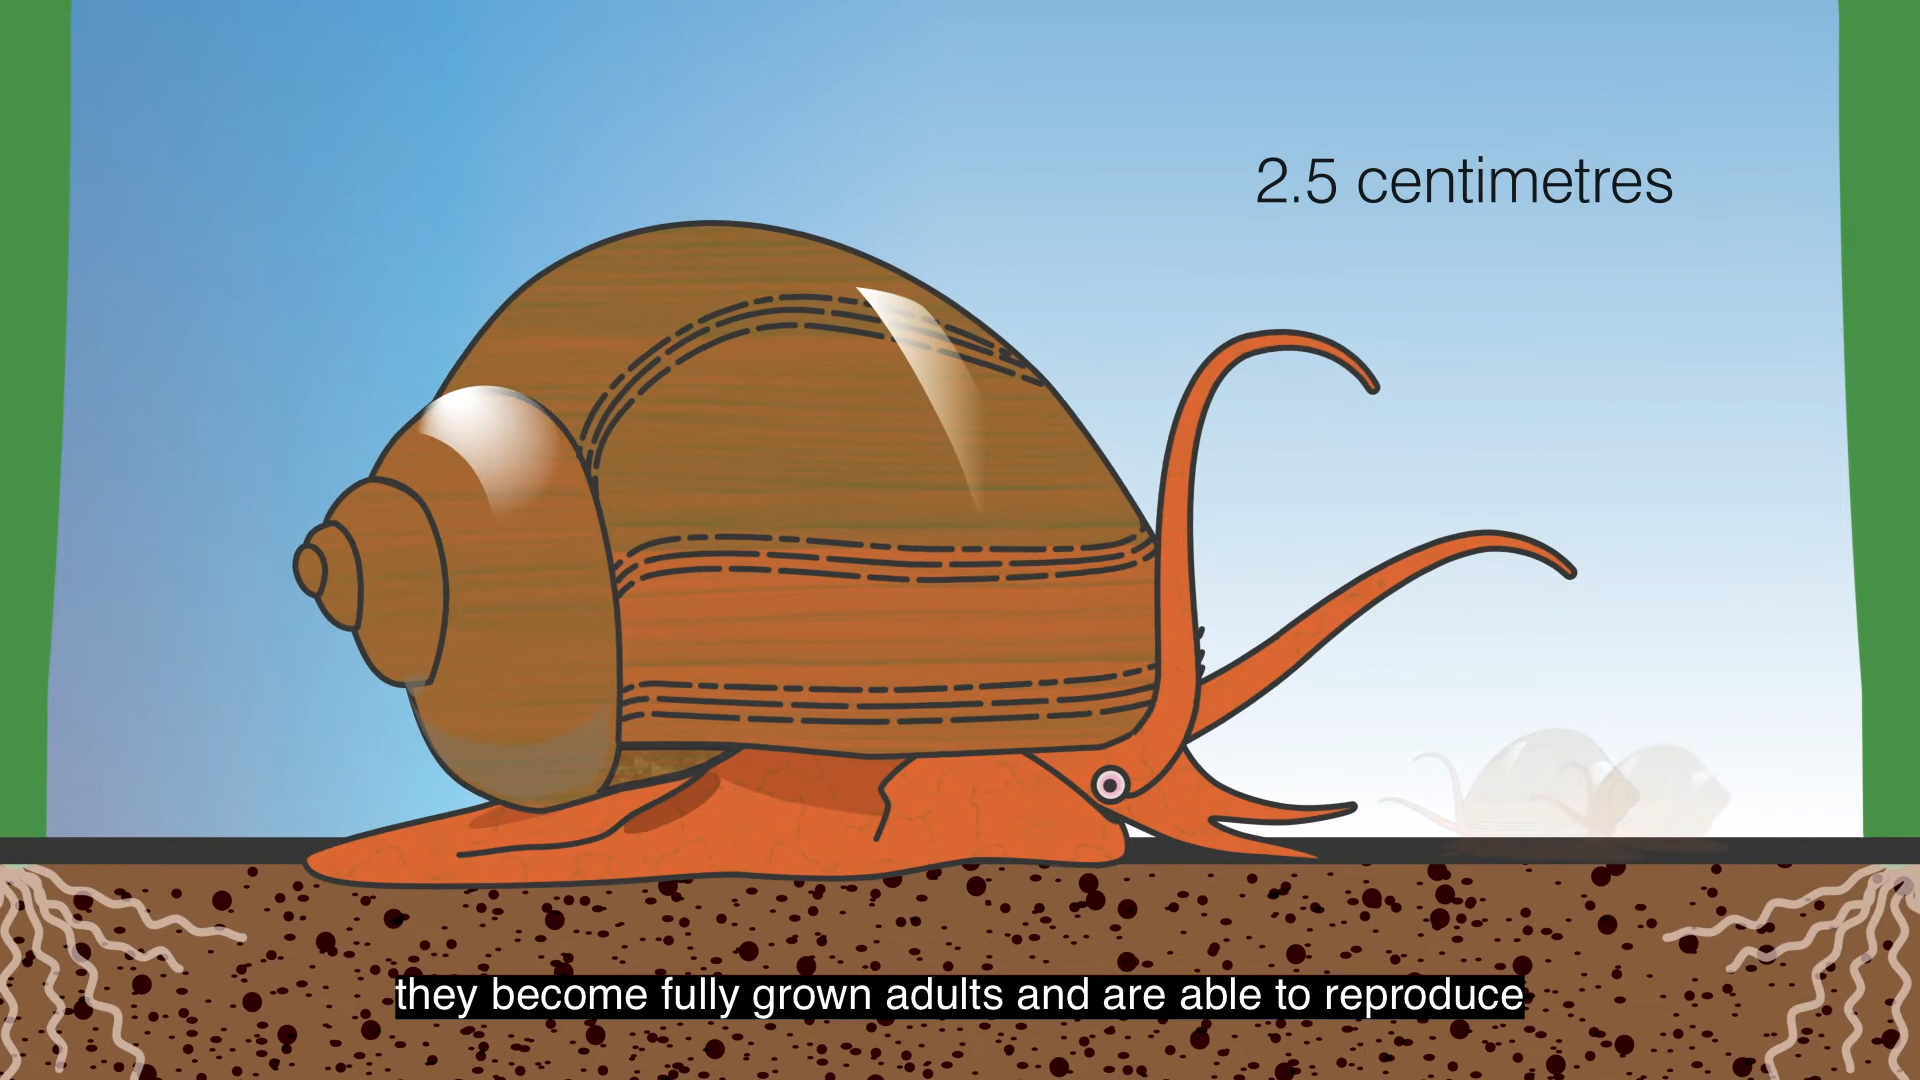 2.5 centimetres
they become fully grown adults and are able to reproduce